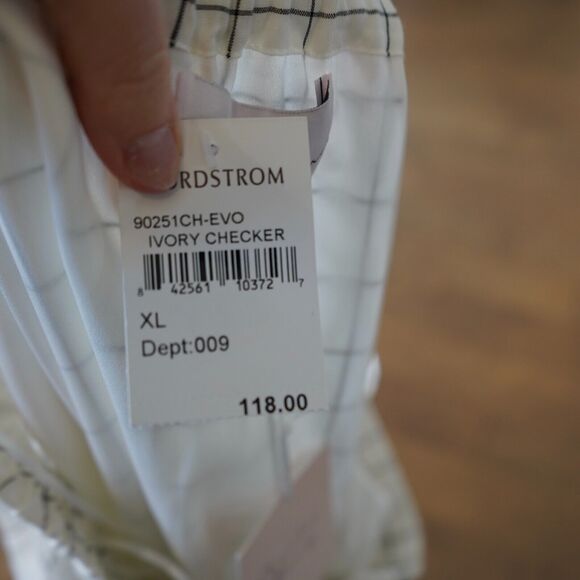 RDSTROM
90251CH-EVO
IVORY CHECKER
8 42561 10372 7
XL
Dept:009
118.00